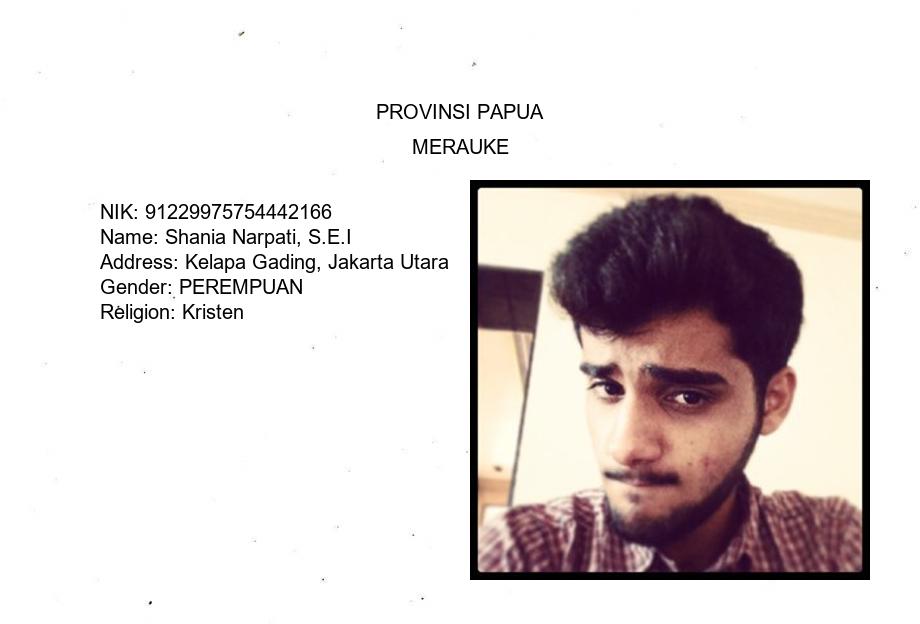 PROVINSI PAPUA
MERAUKE
NIK: 91229975754442166
Name: Shania Narpati, S.E.I
Address: Kelapa Gading, Jakarta Utara
Gender: PEREMPUAN
Religion: Kristen